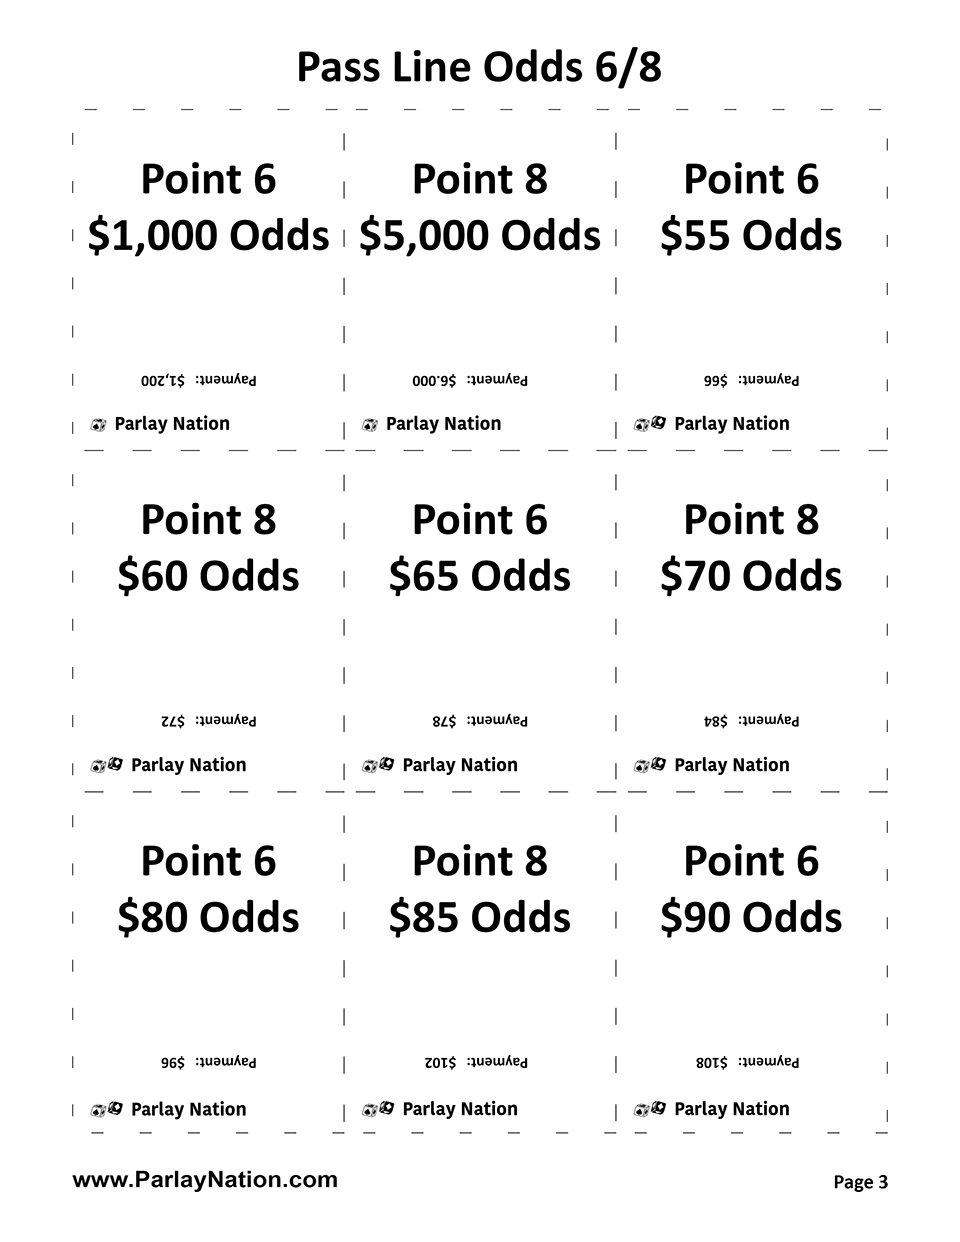 Pass Line Odds 6/8
Point 6
$1,000 Odds
Payment: $1,200
Parlay Nation
Point 8
$5,000 Odds
Payment: $6.000
Parlay Nation
Point 6
$55 Odds
Payment: $66
Parlay Nation
Point 8
$60 Odds
Payment: $72
Parlay Nation
Point 6
$65 Odds
Payment: $78
Parlay Nation
Point 8
$70 Odds
Payment: $84
Parlay Nation
Point 6
$80 Odds
Payment: $96
Parlay Nation
Point 8
$85 Odds
Payment: $102
Parlay Nation
Point 6
$90 Odds
Payment: $108
Parlay Nation
www.ParlayNation.com
Page 3